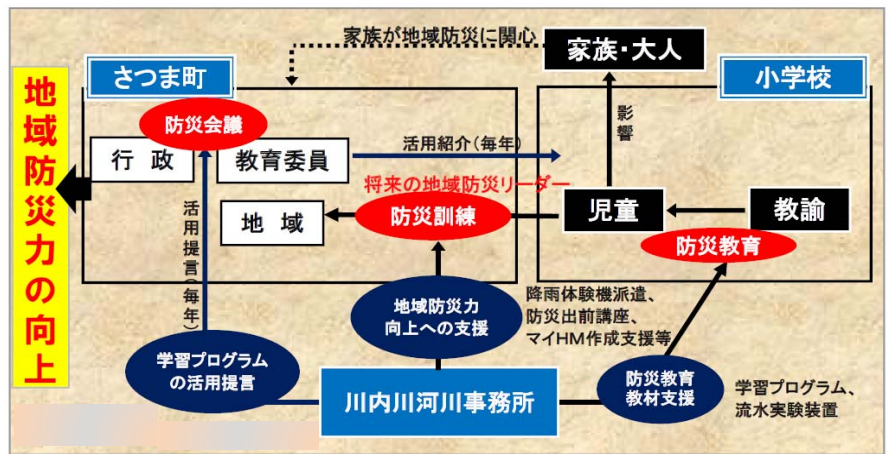 家族が地域防災に関心
家族・大人
さつま町
小学校
防災会議
影響
行政
教育委員
活用紹介(毎年)
将来の地域防災リーダー
地域
防災訓練
児童
教諭
防災教育
地域防災力の向上
活用提言(毎年)
地域防災力
向上への支援
降雨体験機派遣、
防災出前講座、
マイHM作成支援等
学習プログラム
の活用提言
川内川河川事務所
防災教育
教材支援
学習プログラム、
流水実験装置